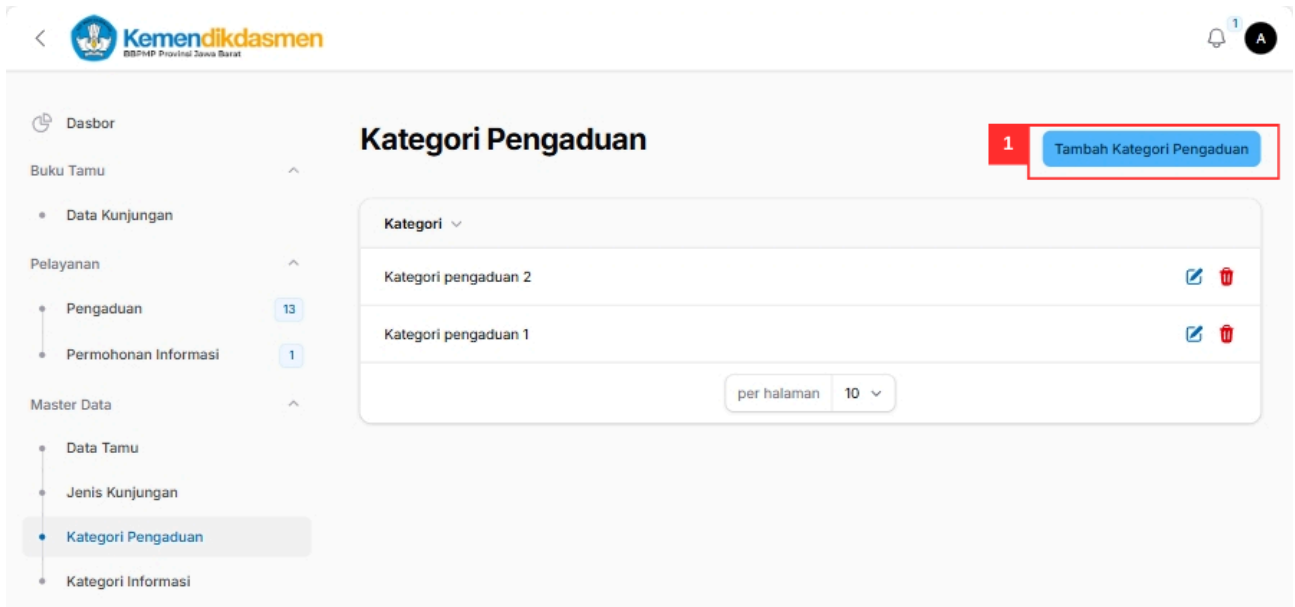 Kemendikdasmen
BBPMP Provinsi Jawa Barat
1
A
Dasbor
Buku Tamu
Data Kunjungan
Pelayanan
Pengaduan 13
Permohonan Informasi 1
Master Data
Data Tamu
Jenis Kunjungan
Kategori Pengaduan
Kategori Informasi
Kategori Pengaduan
1
Tambah Kategori Pengaduan
Kategori
Kategori pengaduan 2
Kategori pengaduan 1
per halaman 10